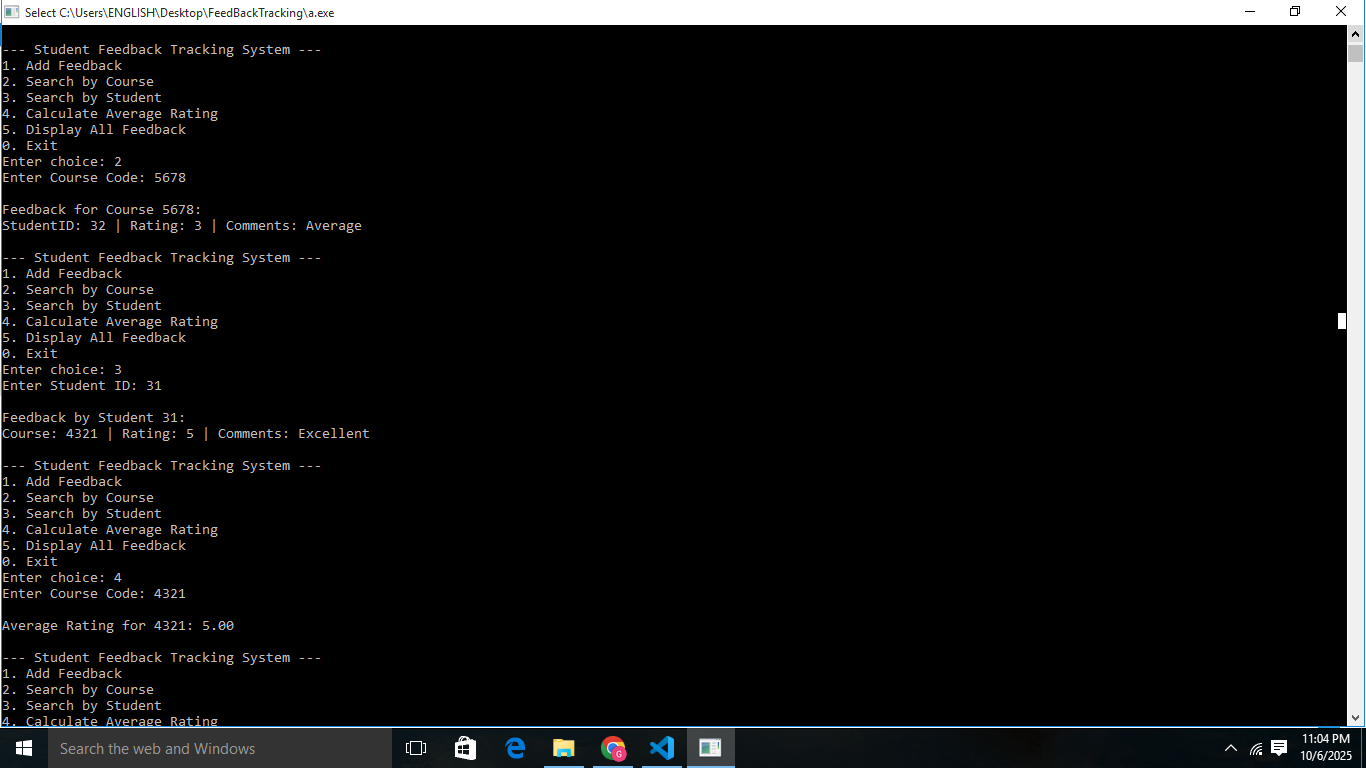 Select C:\Users\ENGLISH\Desktop\FeedBackTracking\a.exe
--- Student Feedback Tracking System ---
1. Add Feedback
2. Search by Course
3. Search by Student
4. Calculate Average Rating
5. Display All Feedback
0. Exit
Enter choice: 2
Enter Course Code: 5678
Feedback for Course 5678:
StudentID: 32 | Rating: 3 | Comments: Average
--- Student Feedback Tracking System ---
1. Add Feedback
2. Search by Course
3. Search by Student
4. Calculate Average Rating
5. Display All Feedback
0. Exit
Enter choice: 3
Enter Student ID: 31
Feedback by Student 31:
Course: 4321 | Rating: 5 | Comments: Excellent
--- Student Feedback Tracking System ---
1. Add Feedback
2. Search by Course
3. Search by Student
4. Calculate Average Rating
5. Display All Feedback
0. Exit
Enter choice: 4
Enter Course Code: 4321
Average Rating for 4321: 5.00
--- Student Feedback Tracking System ---
1. Add Feedback
2. Search by Course
3. Search by Student
4. Calculate Average Rating
Search the web and Windows
G
11:04 PM
10/6/2025